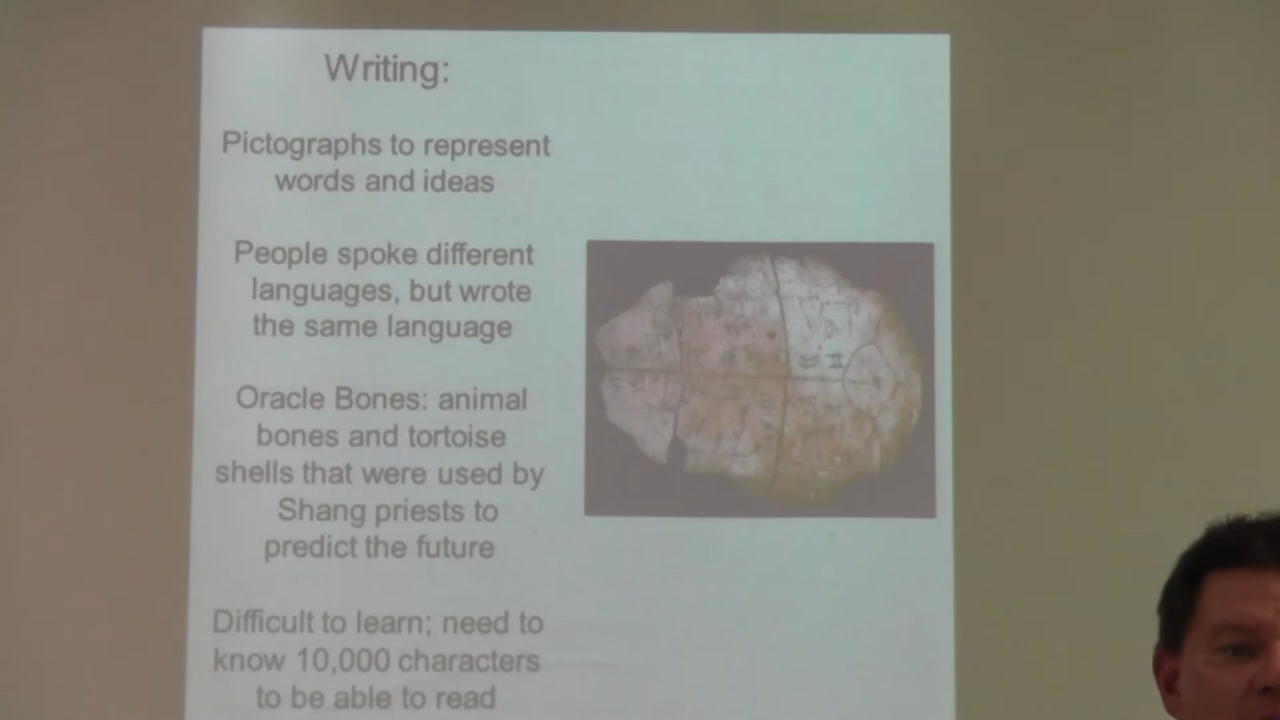 Writing:
Pictographs to represent
words and ideas
People spoke different
languages, but wrote
the same language
Oracle Bones: animal
bones and tortoise
shells that were used by
Shang priests to
predict the future
Difficult to learn; need to
know 10,000 characters
to be able to read